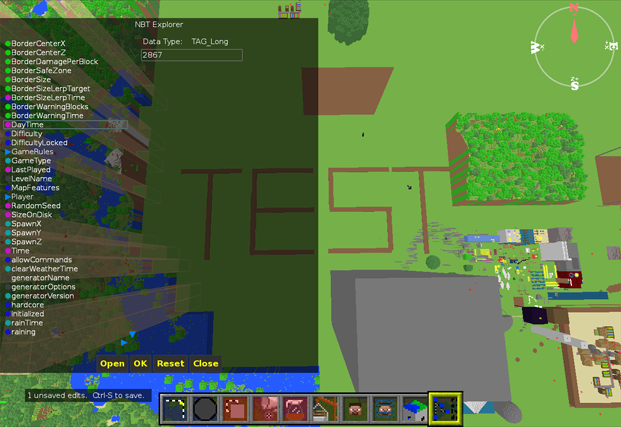 NBT Explorer
Data Type: TAG_Long
2867
BorderCenterX
BorderCenterZ
BorderDamagePerBlock
BorderSafeZone
BorderSize
BorderSizeLerpTarget
BorderSizeLerpTime
BorderWarningBlocks
BorderWarningTime
DayTime
Difficulty
DifficultyLocked
GameRules
GameType
LastPlayed
LevelName
MapFeatures
Player
RandomSeed
SizeOnDisk
SpawnX
SpawnY
SpawnZ
Time
allowCommands
clearWeatherTime
generatorName
generatorOptions
generatorVersion
hardcore
initialized
rainTime
raining
Open OK Reset Close
1 unsaved edits. Ctrl-S to save.
TEST
N
W
E
S